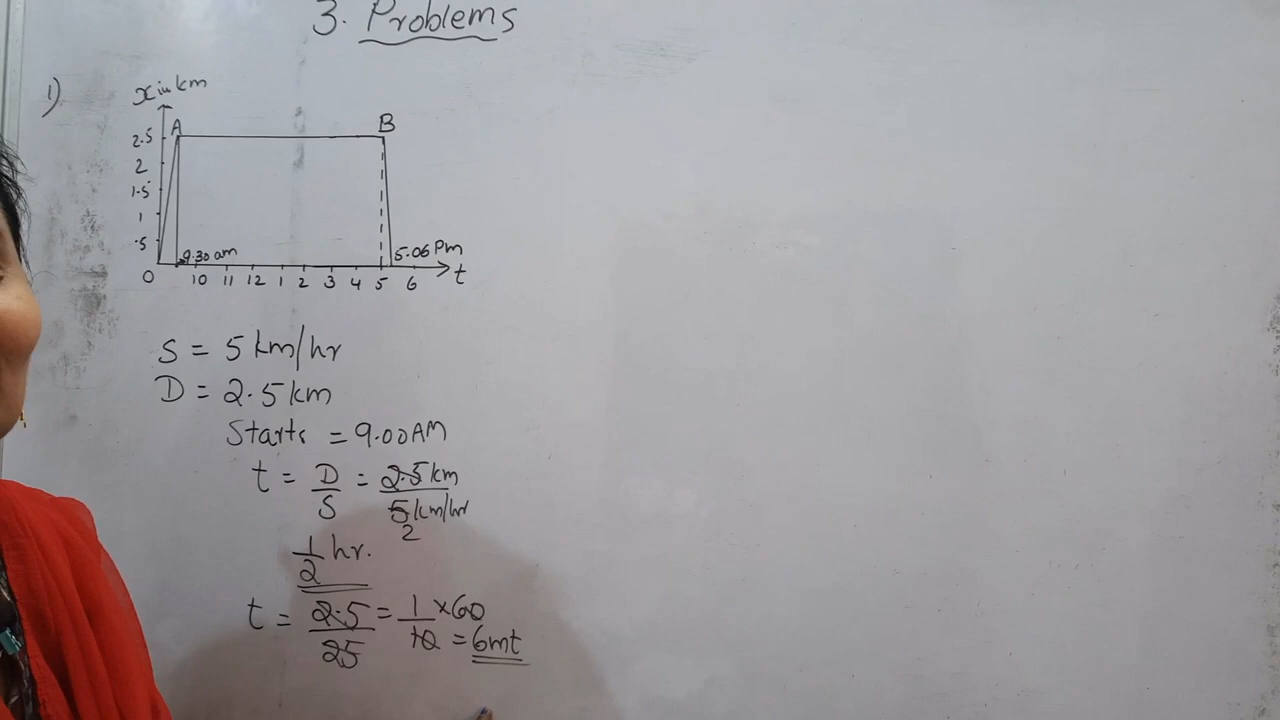 3. Problems
1)
x in km
A B
2.5
2
1.5
1
.5
9.30 am 5.06 Pm
0 10 11 12 1 2 3 4 5 6 t
S = 5 km/hr
D = 2.5 km
Starts = 9.00AM
t = D/S = 2.5 km/5 km/hr
2
1/2 hr.
t = 2.5/25 = 1/10 × 60
= 6mt